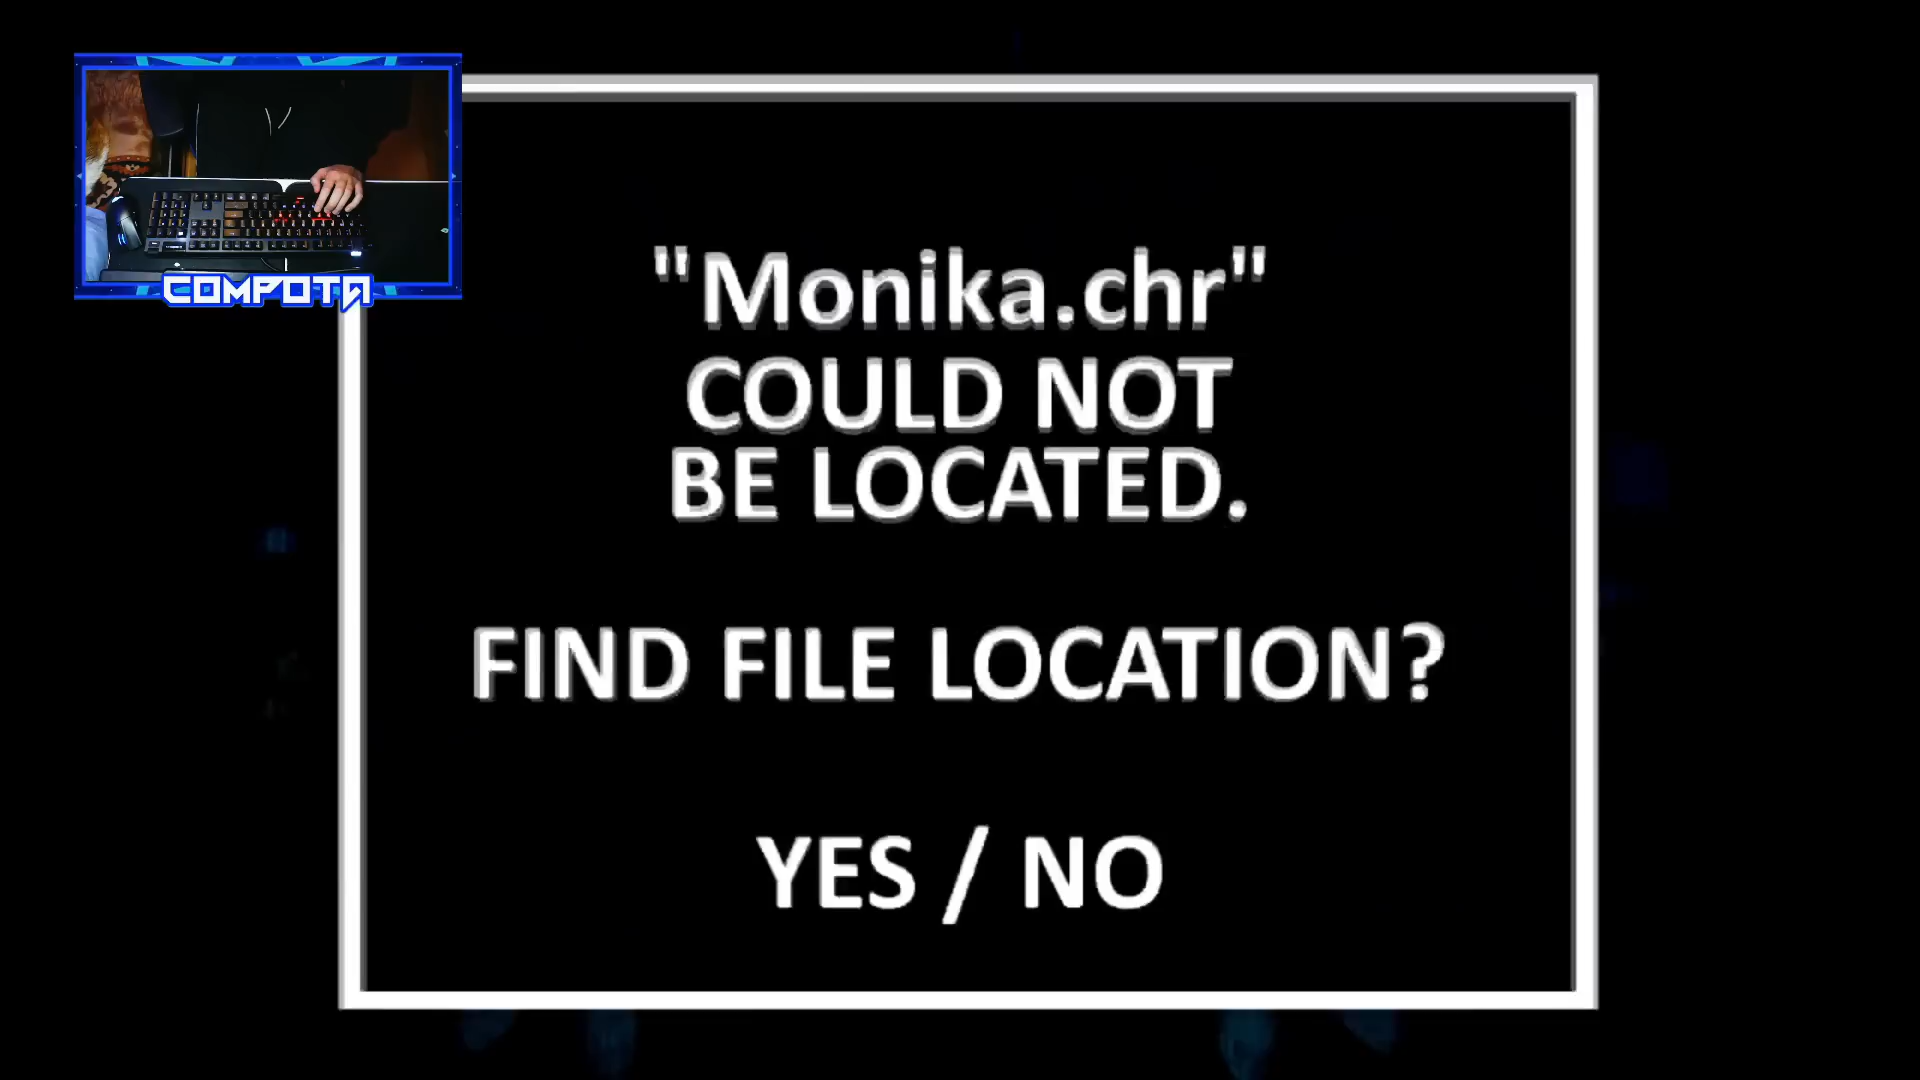 COMPOTA
"Monika.chr"
COULD NOT
BE LOCATED.
FIND FILE LOCATION?
YES / NO